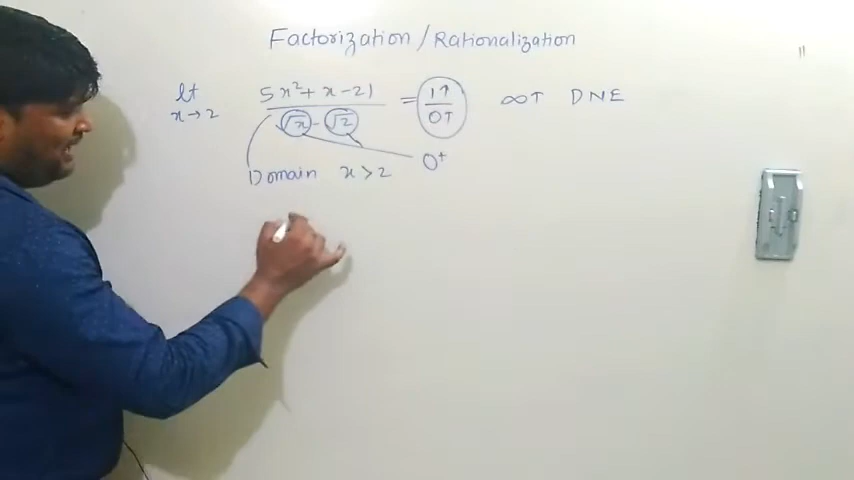 Factorization / Rationalization
lt x→2 (5x² + x - 21)/(√x - √2) = 1↑/0↑ ∞↑ DNE
Domain x > 2 0⁺